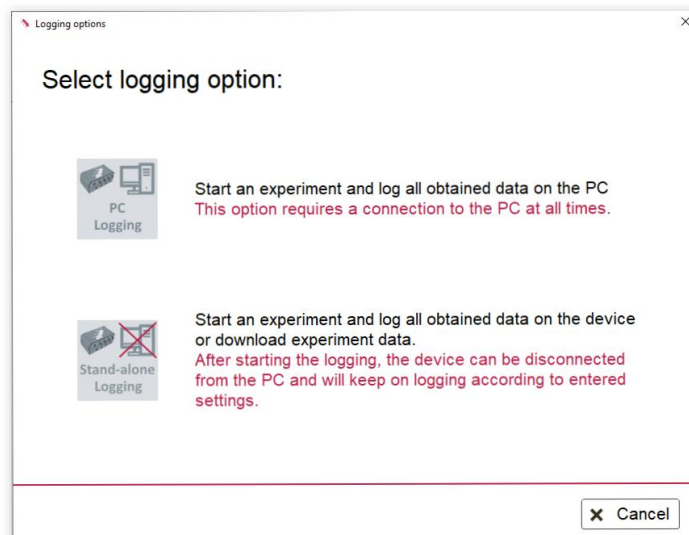 Logging options
Select logging option:
PC
Logging
Start an experiment and log all obtained data on the PC
This option requires a connection to the PC at all times.
Stand-alone
Logging
Start an experiment and log all obtained data on the device
or download experiment data.
After starting the logging, the device can be disconnected
from the PC and will keep on logging according to entered
settings.
Cancel